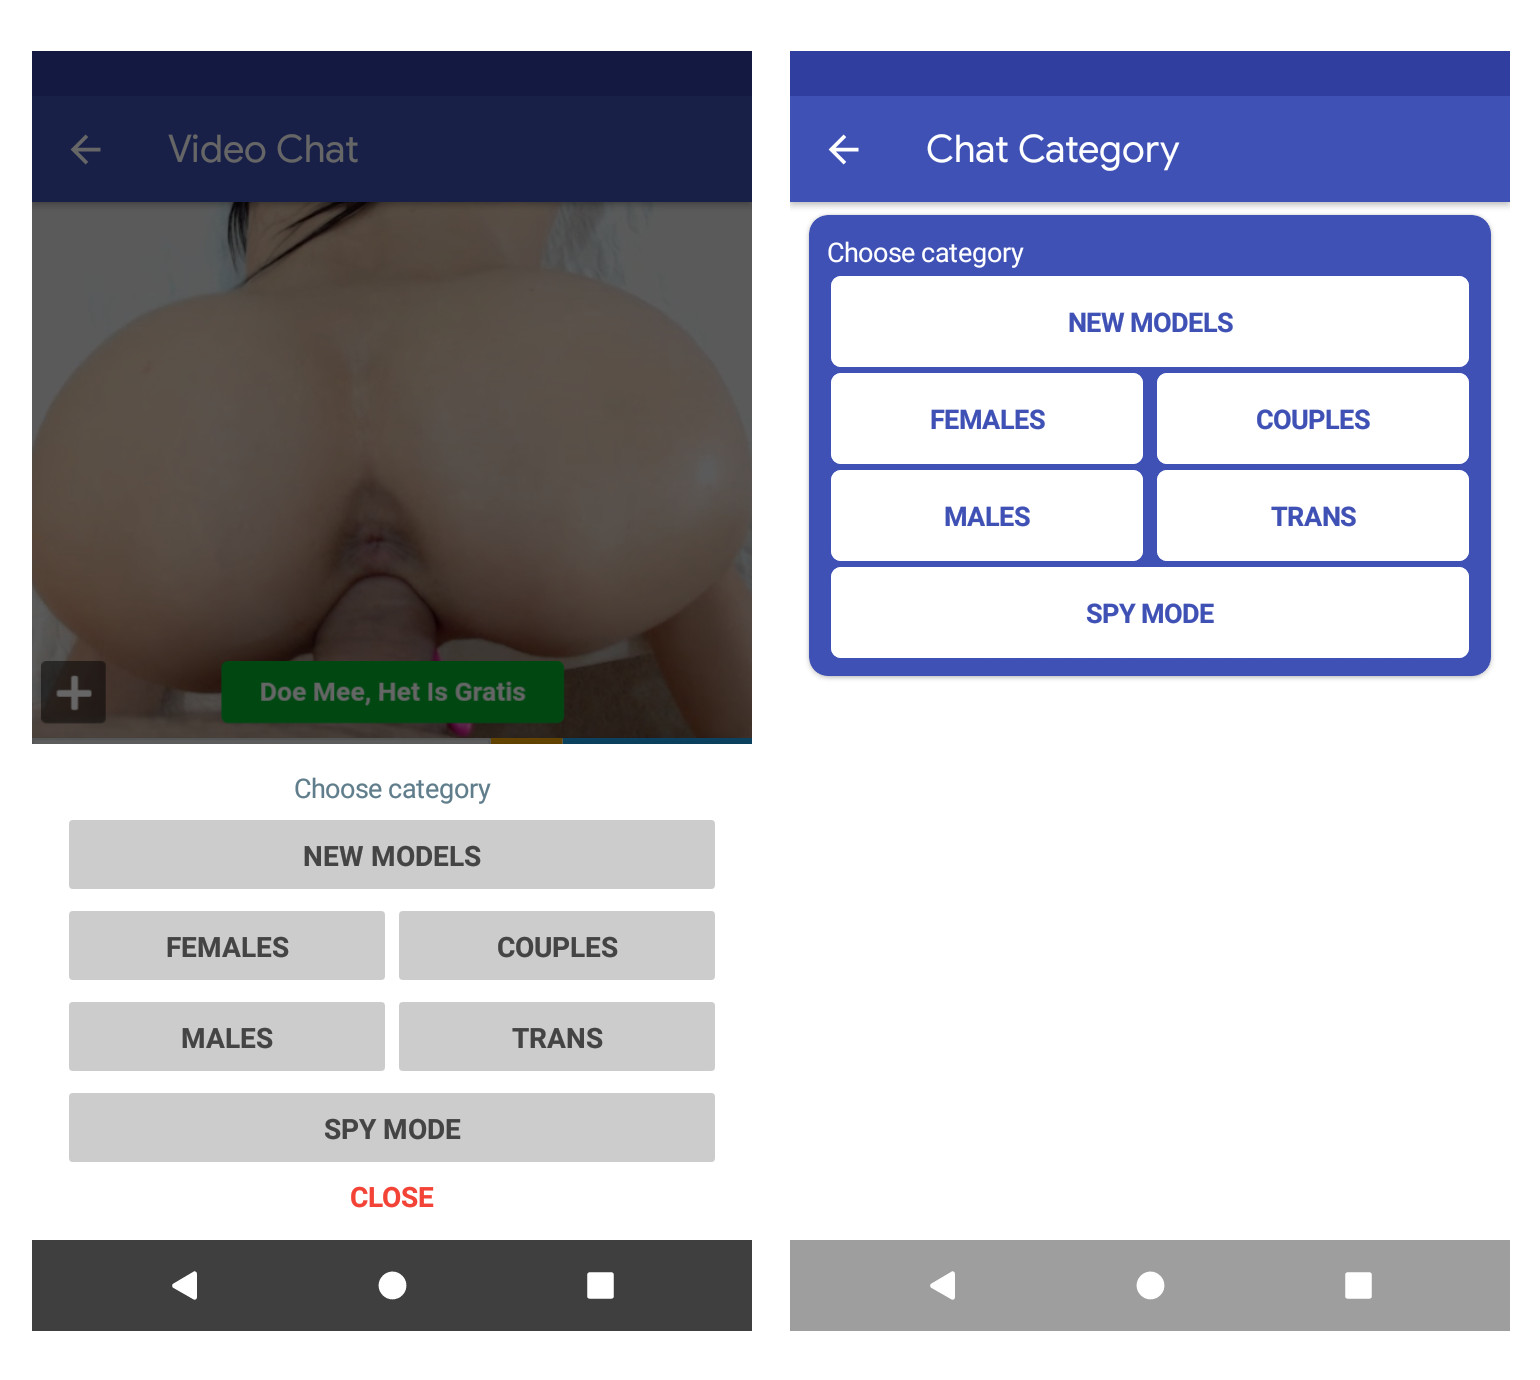 Video Chat
Doe Mee, Het Is Gratis
Choose category
NEW MODELS
FEMALES
COUPLES
MALES
TRANS
SPY MODE
CLOSE
Chat Category
Choose category
NEW MODELS
FEMALES
COUPLES
MALES
TRANS
SPY MODE